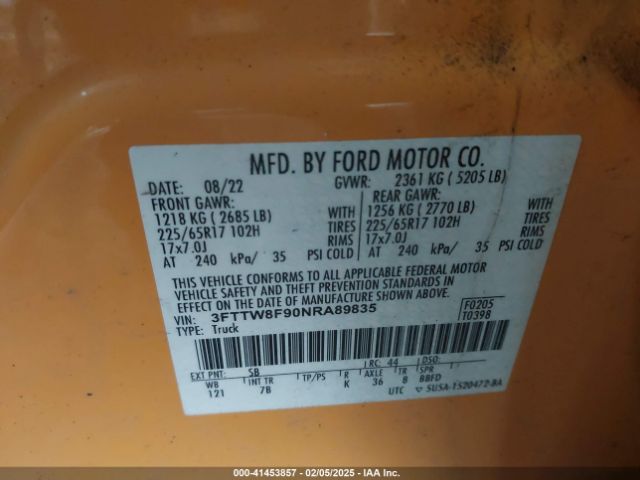 MFD. BY FORD MOTOR CO.
DATE: 08/22 GVWR: 2361 KG ( 5205 LB)
FRONT GAWR: REAR GAWR:
1218 KG ( 2685 LB) WITH 1256 KG ( 2770 LB) WITH
225/65R17 102H TIRES 225/65R17 102H TIRES
17x7.0J RIMS 17x7.0J RIMS
AT 240 kPa/ 35 PSI COLD AT 240 kPa/ 35 PSI COLD
THIS VEHICLE CONFORMS TO ALL APPLICABLE FEDERAL MOTOR
VEHICLE SAFETY AND THEFT PREVENTION STANDARDS IN
EFFECT ON THE DATE OF MANUFACTURE SHOWN ABOVE.
VIN: 3FTTW8F90NRA89835 F0205
TYPE: Truck T0398
EXT PNT: SB RC: 44 DSO:
WB INT TR TP/PS R AXLE TR SPR
121 7B K 36 8 BBFD
UTC SUSA-1520472-BA
#41453857 - 02/05/2025 - IAA Inc.